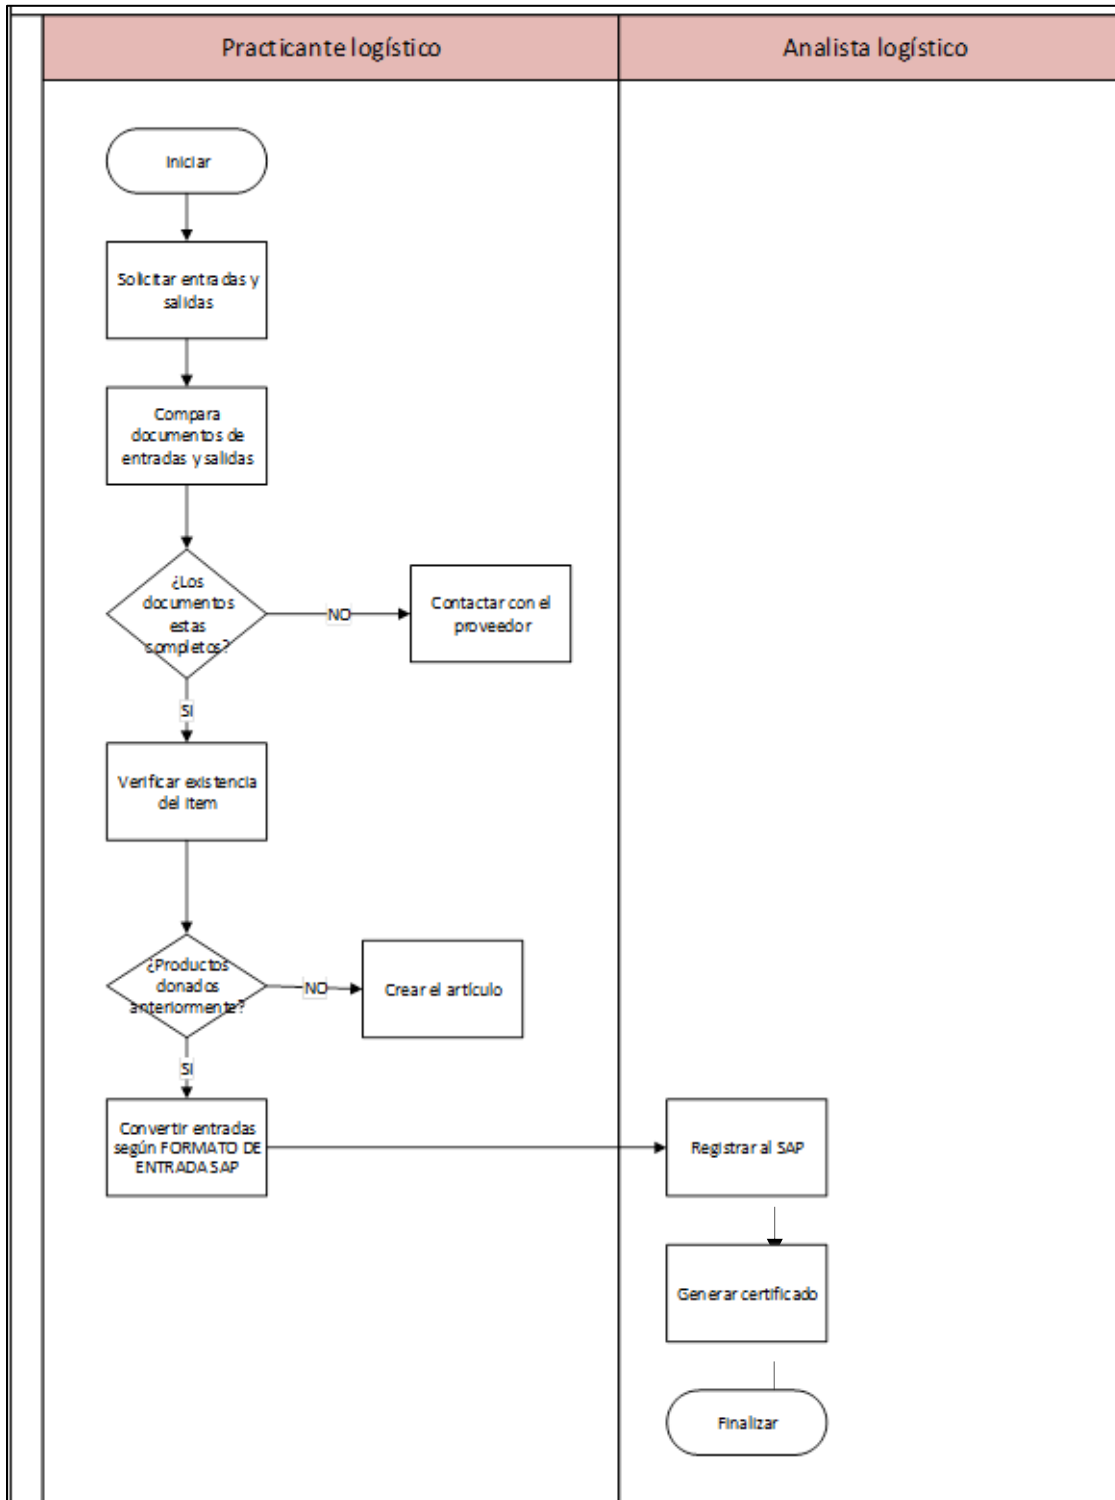 Practicante logístico
Analista logístico
Iniciar
Solicitar entradas y
salidas
Compara
documentos de
entradas y salidas
¿Los
documentos
estas
completos?
NO
Contactar con el
proveedor
SI
Verificar existencia
del item
¿Productos
donados
anteriormente?
NO
Crear el artículo
SI
Convertir entradas
según FORMATO DE
ENTRADA SAP
Registrar al SAP
Generar certificado
Finalizar